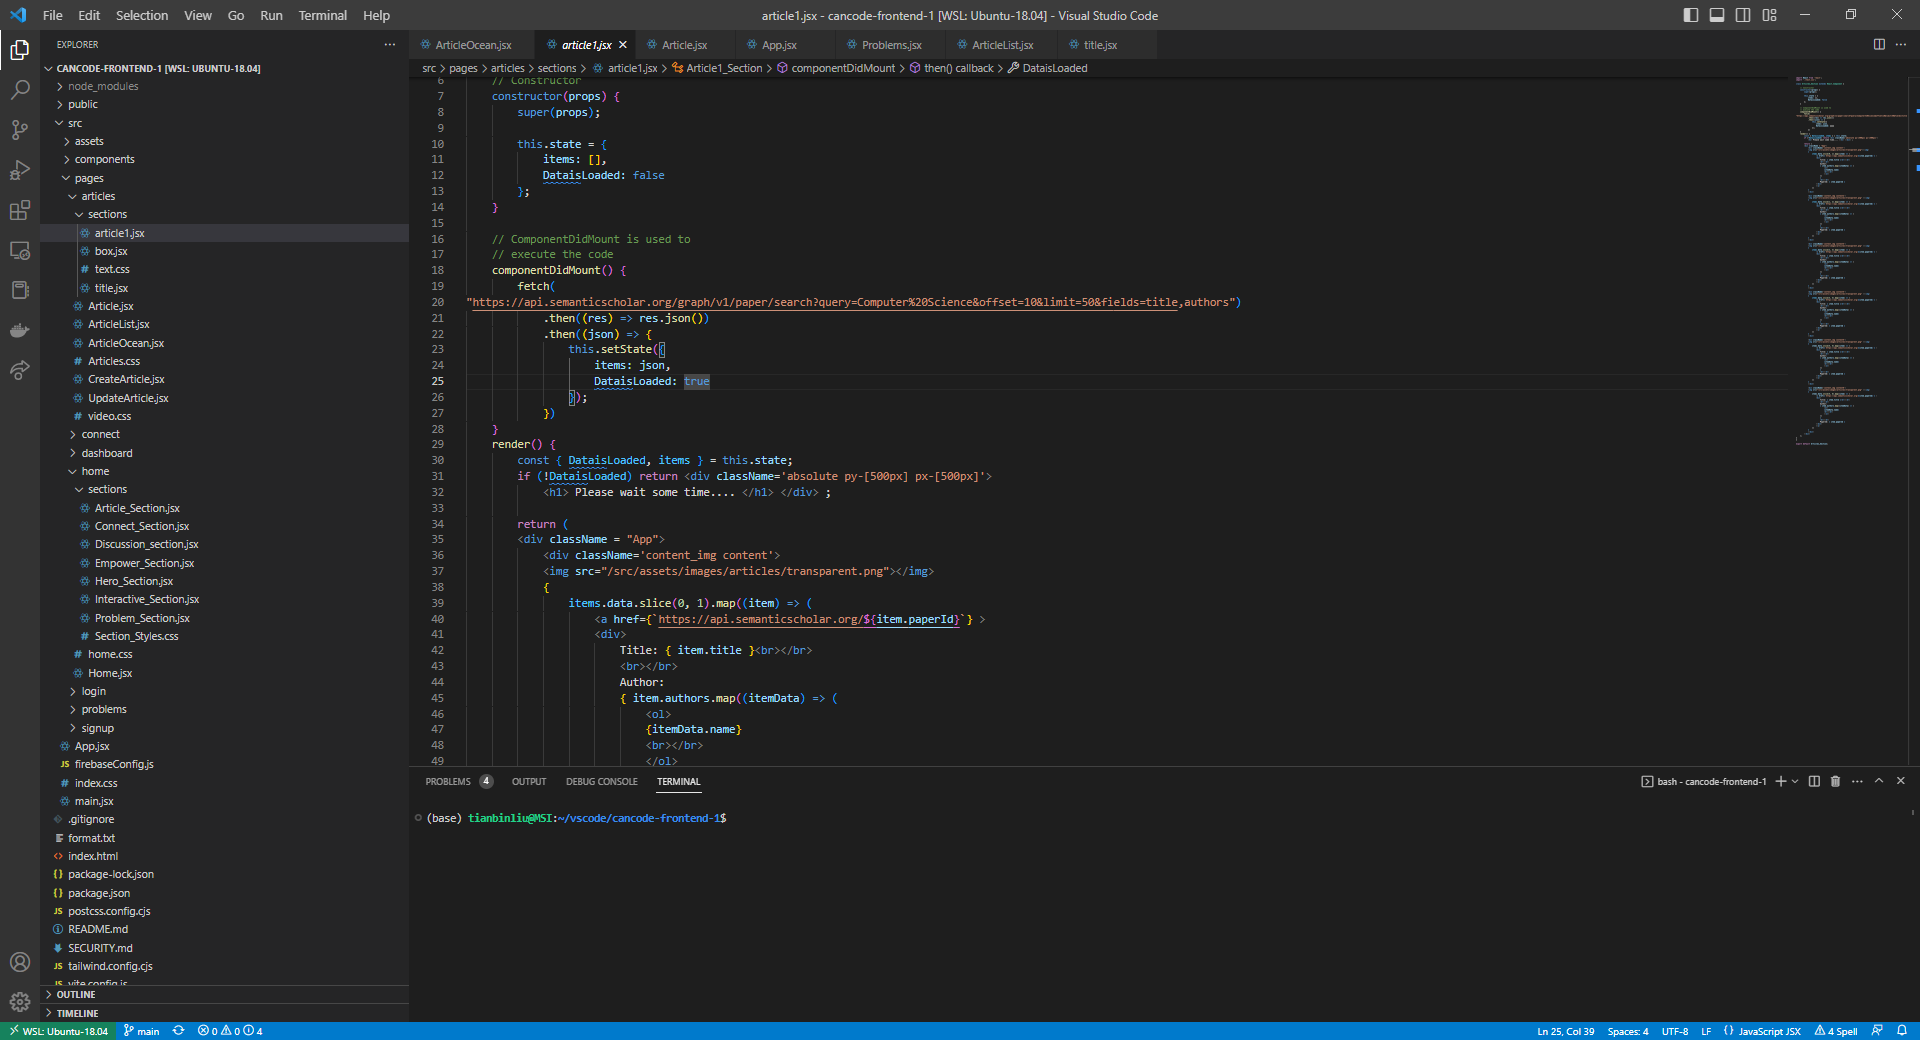 File Edit Selection View Go Run Terminal Help
article1.jsx - cancode-frontend-1 [WSL: Ubuntu-18.04] - Visual Studio Code
EXPLORER
CANCODE-FRONTEND-1 [WSL: UBUNTU-18.04]
node_modules
public
src
assets
components
pages
articles
sections
article1.jsx
box.jsx
text.css
title.jsx
Article.jsx
ArticleList.jsx
ArticleOcean.jsx
Articles.css
CreateArticle.jsx
UpdateArticle.jsx
video.css
connect
dashboard
home
sections
Article_Section.jsx
Connect_Section.jsx
Discussion_section.jsx
Empower_Section.jsx
Hero_Section.jsx
Interactive_Section.jsx
Problem_Section.jsx
Section_Styles.css
home.css
Home.jsx
login
problems
signup
App.jsx
firebaseConfig.js
index.css
main.jsx
.gitignore
format.txt
index.html
package-lock.json
package.json
postcss.config.cjs
README.md
SECURITY.md
tailwind.config.cjs
vite.config.js
OUTLINE
TIMELINE
ArticleOcean.jsx article1.jsx Article.jsx App.jsx Problems.jsx ArticleList.jsx title.jsx
src > pages > articles > sections > article1.jsx > Article1_Section > componentDidMount > then() callback > DataisLoaded
6 // Constructor
7 constructor(props) {
8 super(props);
9
10 this.state = {
11 items: [],
12 DataisLoaded: false
13 };
14 }
15
16 // ComponentDidMount is used to
17 // execute the code
18 componentDidMount() {
19 fetch(
20 "https://api.semanticscholar.org/graph/v1/paper/search?query=Computer%20Science&offset=10&limit=50&fields=title,authors")
21 .then((res) => res.json())
22 .then((json) => {
23 this.setState({
24 items: json,
25 DataisLoaded: true
26 });
27 })
28 }
29 render() {
30 const { DataisLoaded, items } = this.state;
31 if (!DataisLoaded) return <div className='absolute py-[500px] px-[500px]'>
32 <h1> Please wait some time.... </h1> </div> ;
33
34 return (
35 <div className = "App">
36 <div className='content_img content'>
37 <img src="/src/assets/images/articles/transparent.png"></img>
38 {
39 items.data.slice(0, 1).map((item) => (
40 <a href={`https://api.semanticscholar.org/${item.paperId}`} >
41 <div>
42 Title: { item.title }<br></br>
43 <br></br>
44 Author:
45 { item.authors.map((itemData) => (
46 <ol>
47 {itemData.name}
48 <br></br>
49 </ol>
PROBLEMS 4 OUTPUT DEBUG CONSOLE TERMINAL
bash - cancode-frontend-1
(base) tianbinliu@MSI:~/vscode/cancode-frontend-1$
WSL: Ubuntu-18.04 main 0 0 4
Ln 25, Col 39 Spaces: 4 UTF-8 LF {} JavaScript JSX 4 Spell